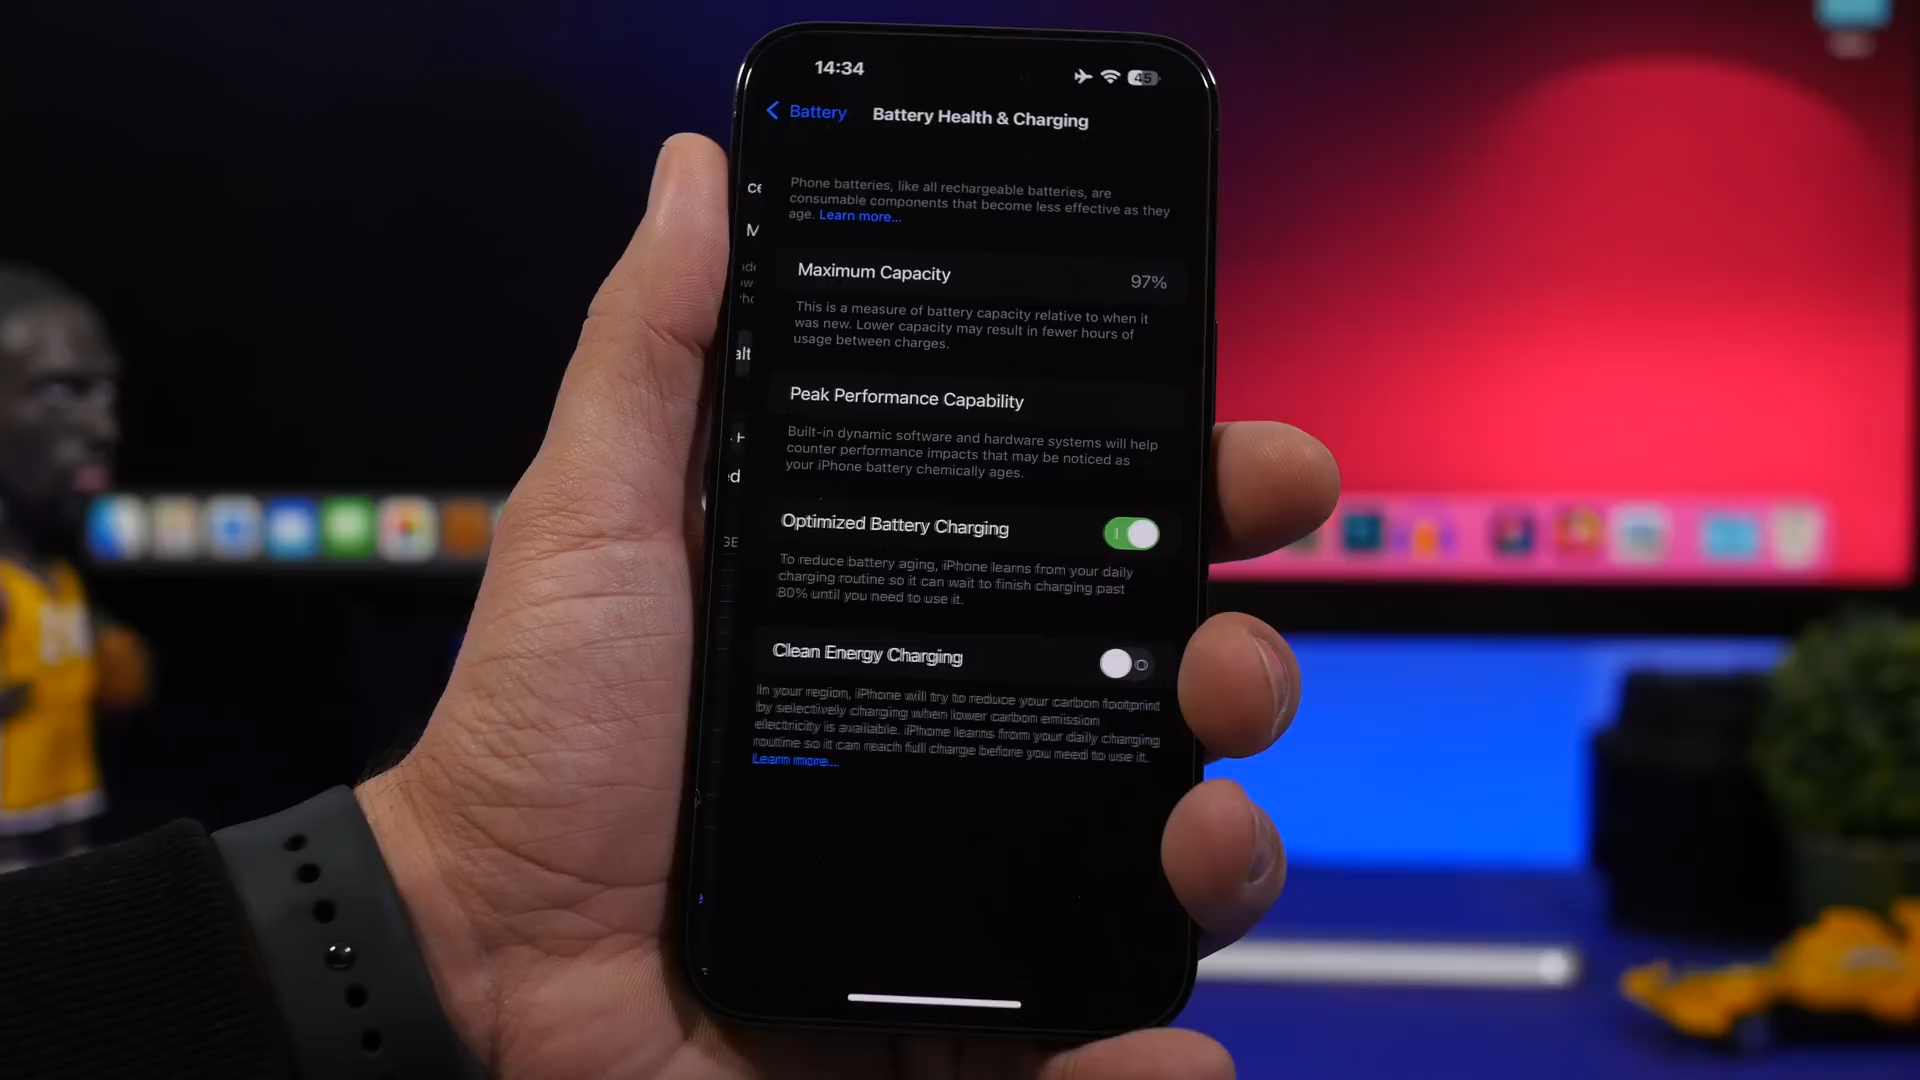 14:34
45
Battery
Battery Health & Charging
Phone batteries, like all rechargeable batteries, are
consumable components that become less effective as they
age. Learn more...
Maximum Capacity 97%
This is a measure of battery capacity relative to when it
was new. Lower capacity may result in fewer hours of
usage between charges.
Peak Performance Capability
Built-in dynamic software and hardware systems will help
counter performance impacts that may be noticed as
your iPhone battery chemically ages.
Optimized Battery Charging
To reduce battery aging, iPhone learns from your daily
charging routine so it can wait to finish charging past
80% until you need to use it.
Clean Energy Charging
In your region, iPhone will try to reduce your carbon footprint
by selectively charging when lower carbon emission
electricity is available. iPhone learns from your daily charging
routine so it can reach full charge before you need to use it.
Learn more...